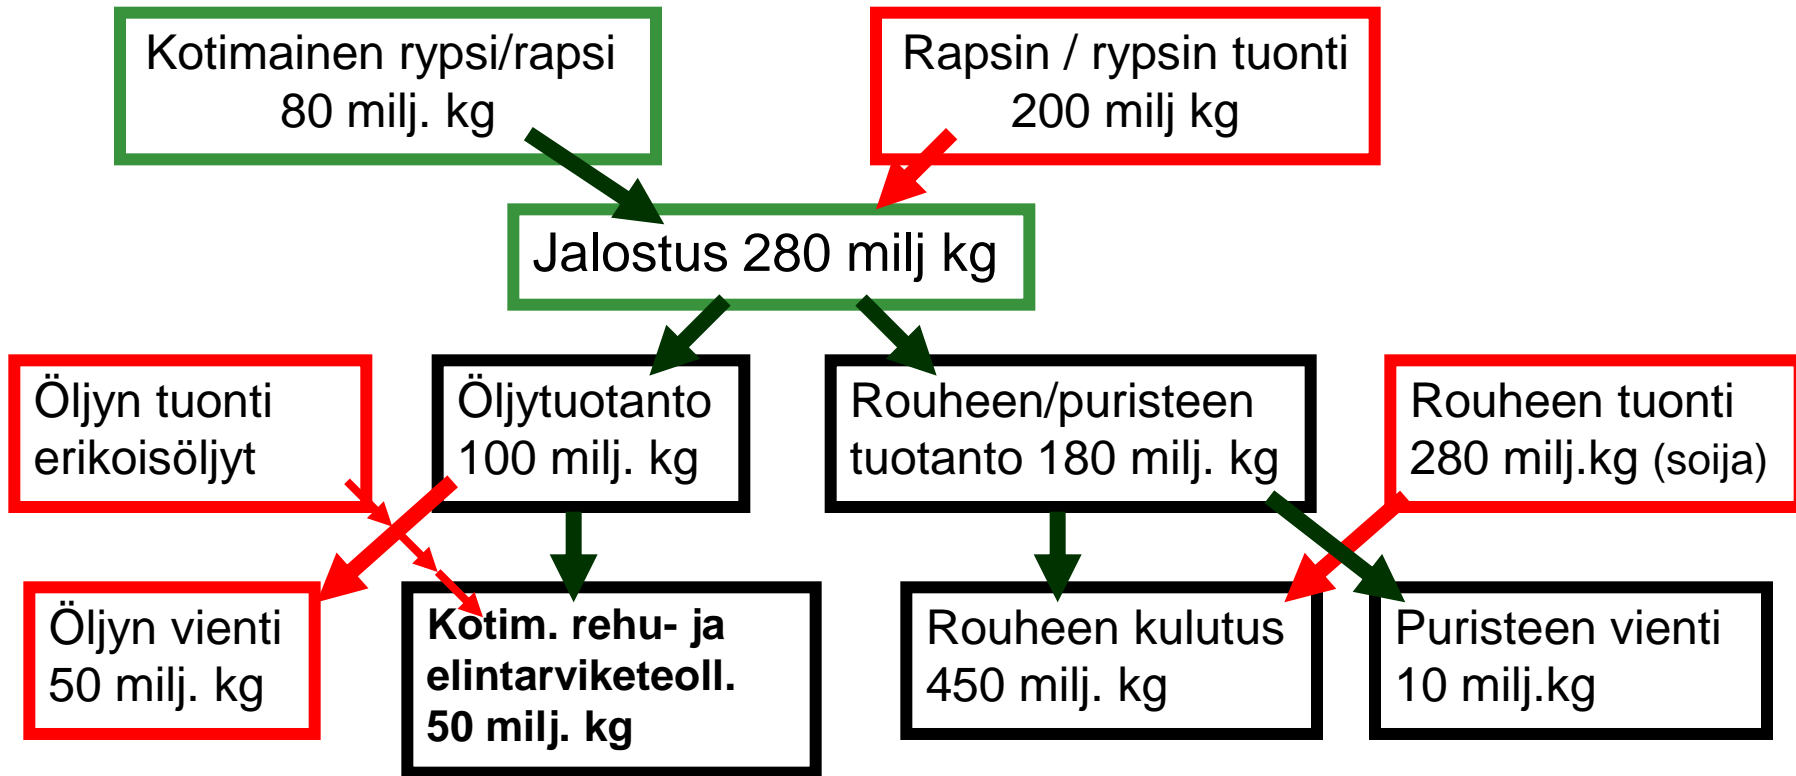 Kotimainen rypsi/rapsi
80 milj. kg
Rapsin / rypsin tuonti
200 milj kg
Jalostus 280 milj kg
Öljyn tuonti
erikoisöljyt
Öljytuotanto
100 milj. kg
Rouheen/puristeen
tuotanto 180 milj. kg
Rouheen tuonti
280 milj.kg (soija)
Öljyn vienti
50 milj. kg
Kotim. rehu- ja
elintarviketeoll.
50 milj. kg
Rouheen kulutus
450 milj. kg
Puristeen vienti
10 milj.kg